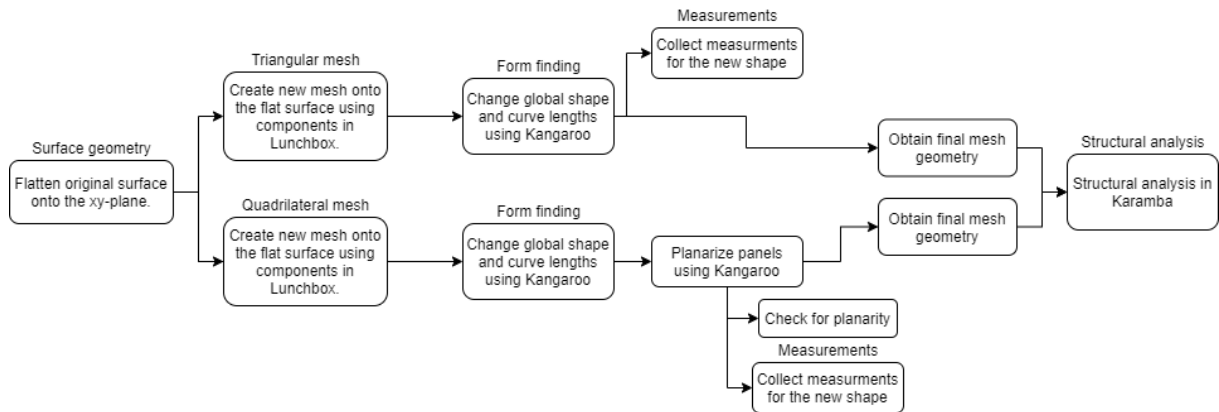 Surface geometry
Flatten original surface
onto the xy-plane.
Triangular mesh
Create new mesh onto
the flat surface using
components in
Lunchbox.
Form finding
Change global shape
and curve lengths
using Kangaroo
Measurements
Collect measurments
for the new shape
Obtain final mesh
geometry
Quadrilateral mesh
Create new mesh onto
the flat surface using
components in
Lunchbox.
Form finding
Change global shape
and curve lengths
using Kangaroo
Planarize panels
using Kangaroo
Check for planarity
Measurements
Collect measurments
for the new shape
Obtain final mesh
geometry
Structural analysis
Structural analysis in
Karamba